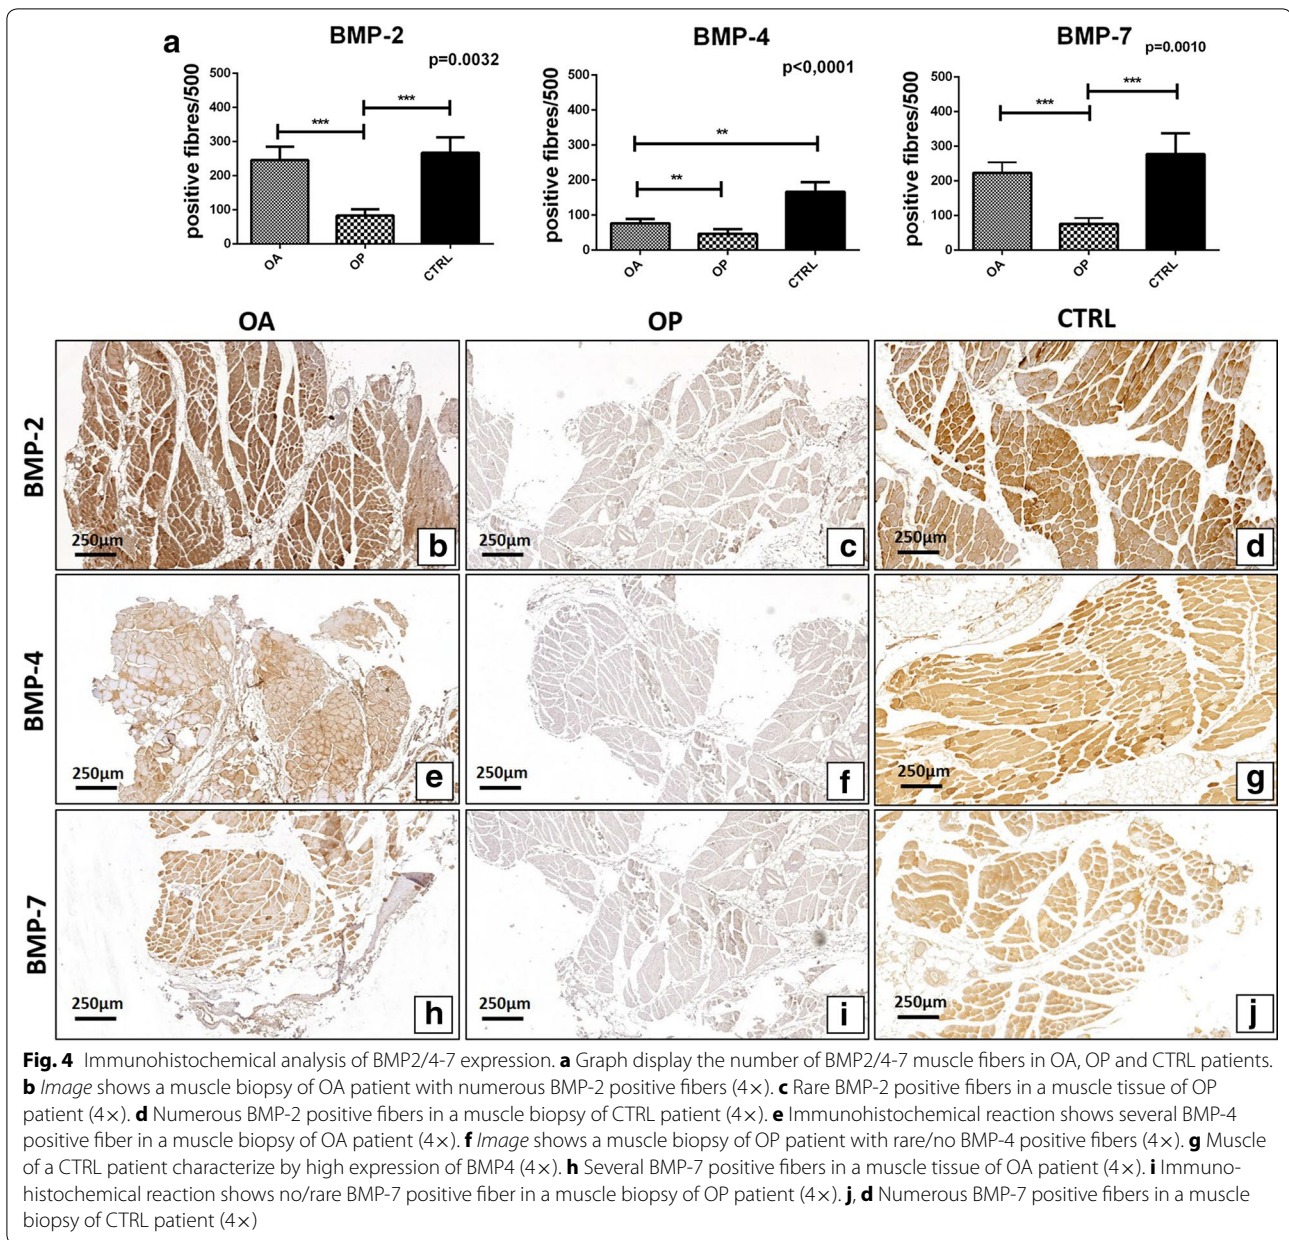 a
BMP-2
p=0.0032
positive fibres/500
500
400
300
200
100
0
***
***
OA
OP
CTRL
BMP-4
p<0,0001
positive fibres/500
500
400
300
200
100
0
**
**
OA
OP
CTRL
BMP-7
p=0.0010
positive fibres/500
500
400
300
200
100
0
***
***
OA
OP
CTRL
OA
OP
CTRL
BMP-2
250µm
b
250µm
c
250µm
d
BMP-4
250µm
e
250µm
f
250µm
g
BMP-7
250µm
h
250µm
i
250µm
j
Fig. 4 Immunohistochemical analysis of BMP2/4-7 expression. a Graph display the number of BMP2/4-7 muscle fibers in OA, OP and CTRL patients.
b Image shows a muscle biopsy of OA patient with numerous BMP-2 positive fibers (4×). c Rare BMP-2 positive fibers in a muscle tissue of OP
patient (4×). d Numerous BMP-2 positive fibers in a muscle biopsy of CTRL patient (4×). e Immunohistochemical reaction shows several BMP-4
positive fiber in a muscle biopsy of OA patient (4×). f Image shows a muscle biopsy of OP patient with rare/no BMP-4 positive fibers (4×). g Muscle
of a CTRL patient characterize by high expression of BMP4 (4×). h Several BMP-7 positive fibers in a muscle tissue of OA patient (4×). i Immuno-
histochemical reaction shows no/rare BMP-7 positive fiber in a muscle biopsy of OP patient (4×). j, d Numerous BMP-7 positive fibers in a muscle
biopsy of CTRL patient (4×)